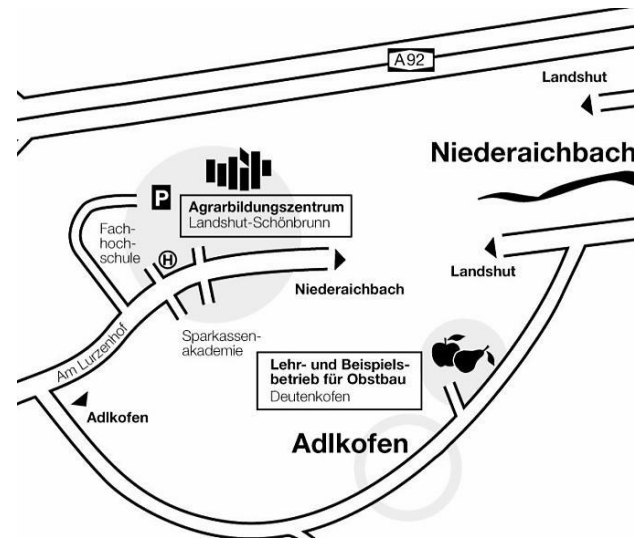 A92
Landshut
Niederaichbach
P
Agrarbildungszentrum
Landshut-Schönbrunn
Fach-
hoch-
schule
H
Landshut
Niederaichbach
Am Lurzenhof
Sparkassen-
akademie
Lehr- und Beispiels-
betrieb für Obstbau
Deutenkofen
Adlkofen
Adlkofen